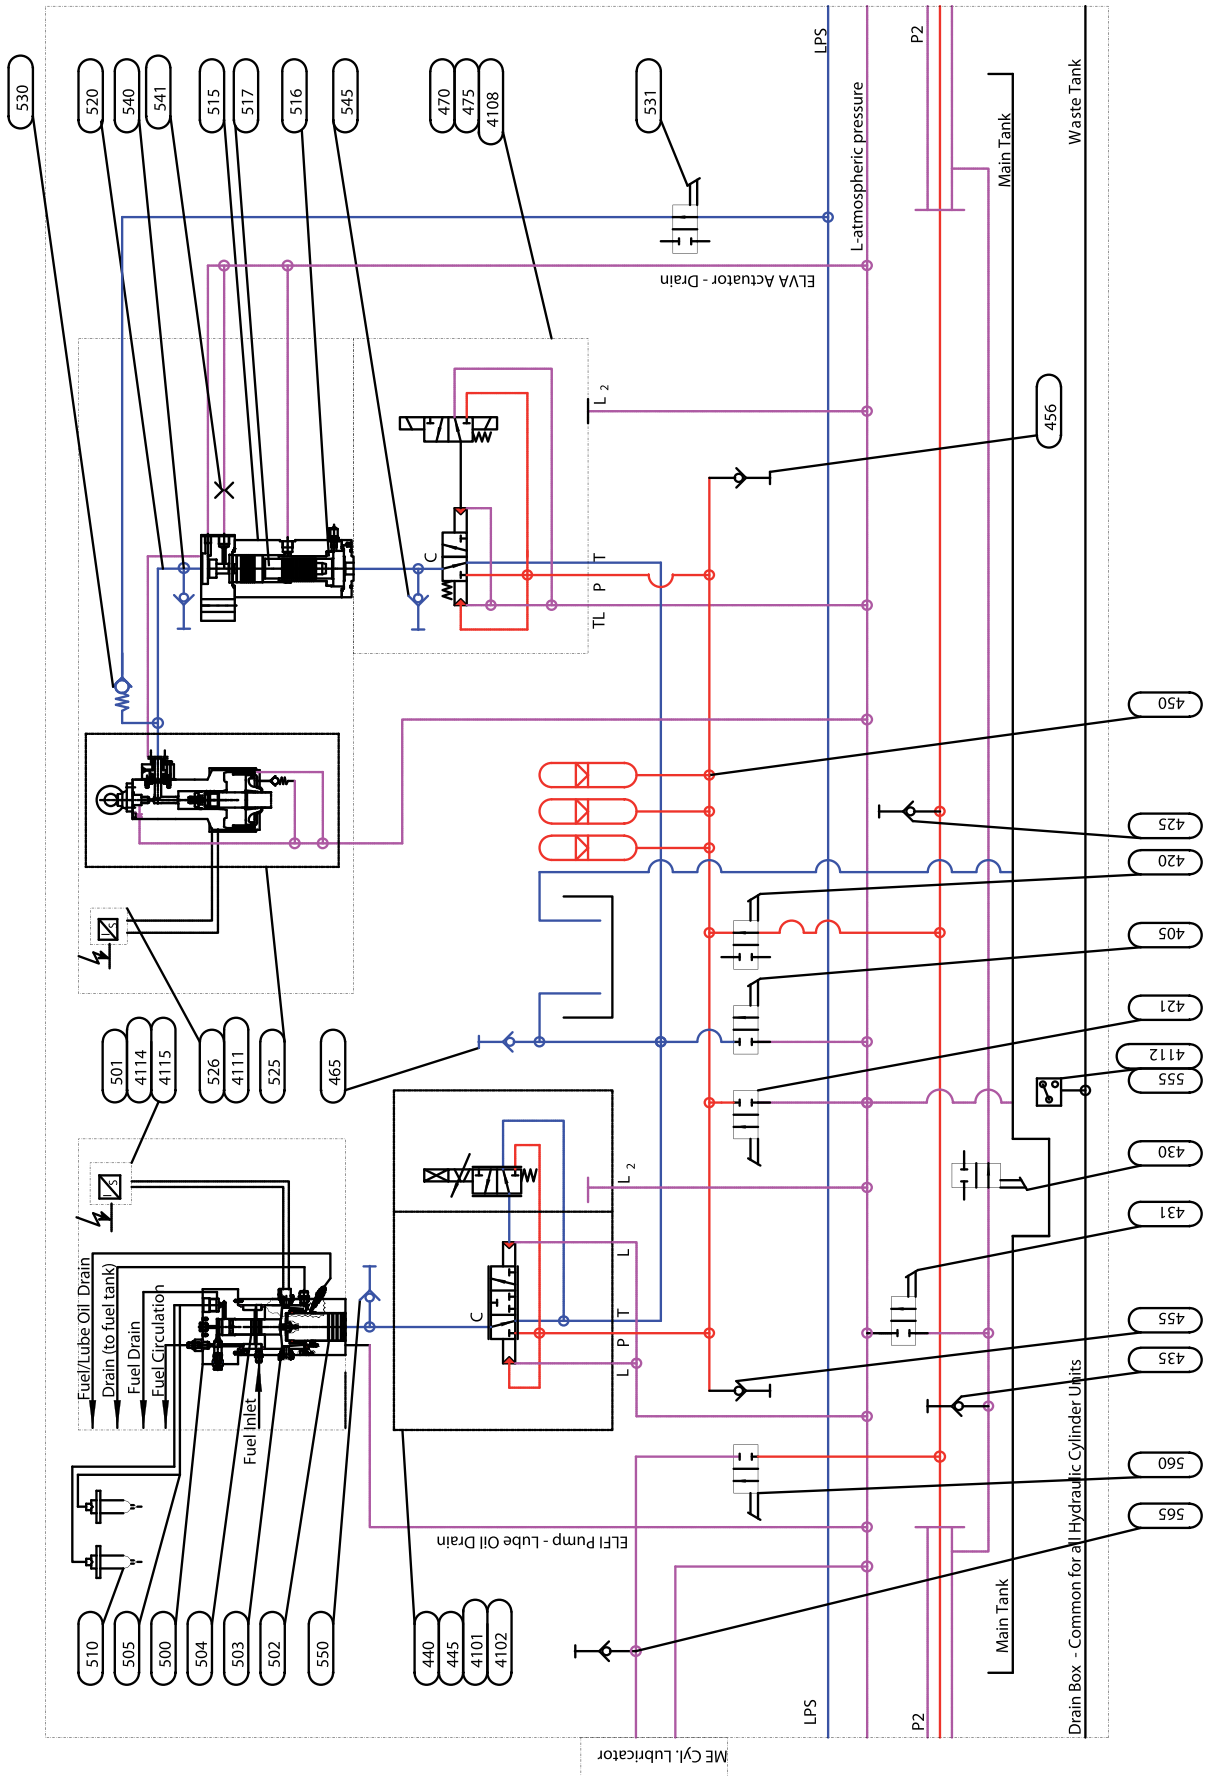 530
520
540
541
515
517
516
545
470
475
4108
531
LPS
L-atmospheric pressure
P2
Main Tank
Waste Tank
ELVA Actuator - Drain
L 2
456
C
TL
P
T
450
425
420
405
421
4112
555
430
431
455
435
560
565
501
4114
4115
526
4111
525
465
I
S
I
S
Fuel/Lube Oil Drain
Drain (to fuel tank)
Fuel Drain
Fuel Circulation
Fuel Inlet
L 2
C
L
L
P
T
ELFI Pump - Lube Oil Drain
510
505
500
504
503
502
550
440
445
4101
4102
ME Cyl. Lubricator
LPS
P2
Main Tank
Drain Box - Common for all Hydraulic Cylinder Units